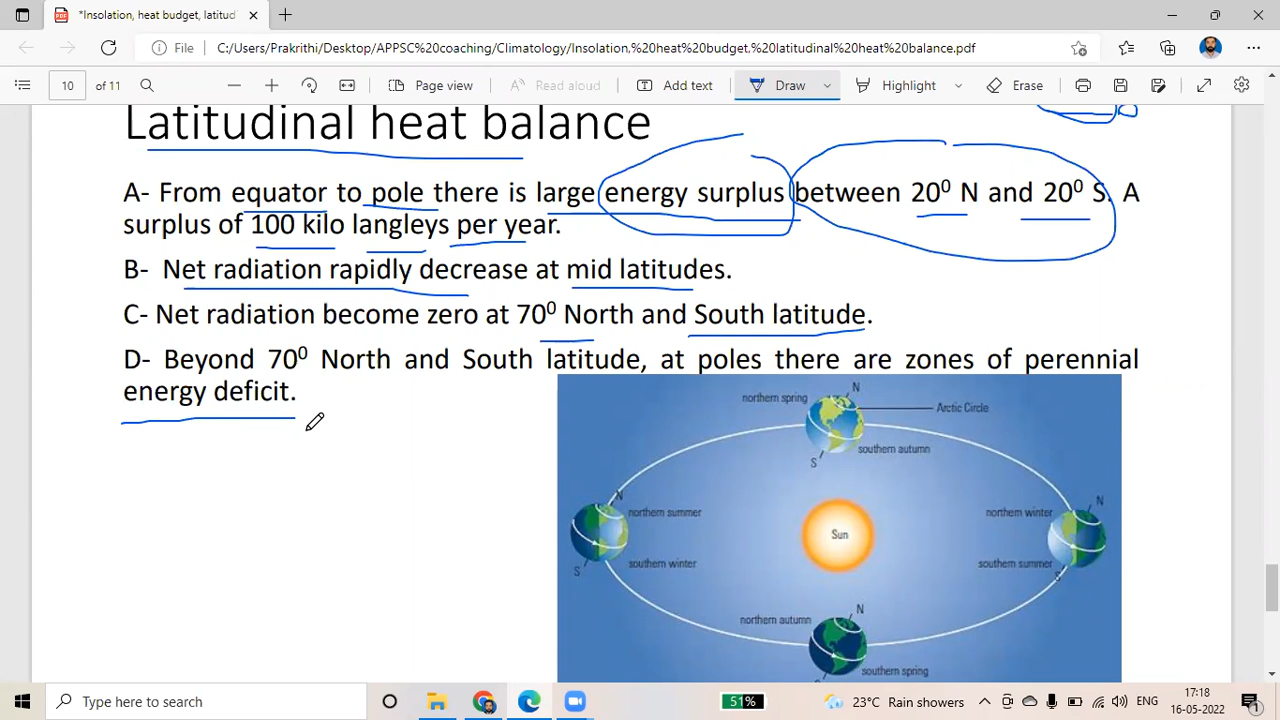 *Insolation, heat budget, latitud
File
C:/Users/Prakrithi/Desktop/APPSC%20coaching/Climatology/Insolation,%20heat%20budget,%20latitudinal%20heat%20balance.pdf
10 of 11
Page view
Read aloud
Add text
Draw
Highlight
Erase
Latitudinal heat balance
A- From equator to pole there is large energy surplus between 20⁰ N and 20⁰ S. A
surplus of 100 kilo langleys per year.
B- Net radiation rapidly decrease at mid latitudes.
C- Net radiation become zero at 70⁰ North and South latitude.
D- Beyond 70⁰ North and South latitude, at poles there are zones of perennial
energy deficit.
northern spring
N
Arctic Circle
S
southern autumn
N
northern summer
southern winter
S
Sun
N
northern winter
southern summer
S
northern autumn
N
southern spring
Type here to search
51%
23°C Rain showers
ENG
17:18
16-05-2022